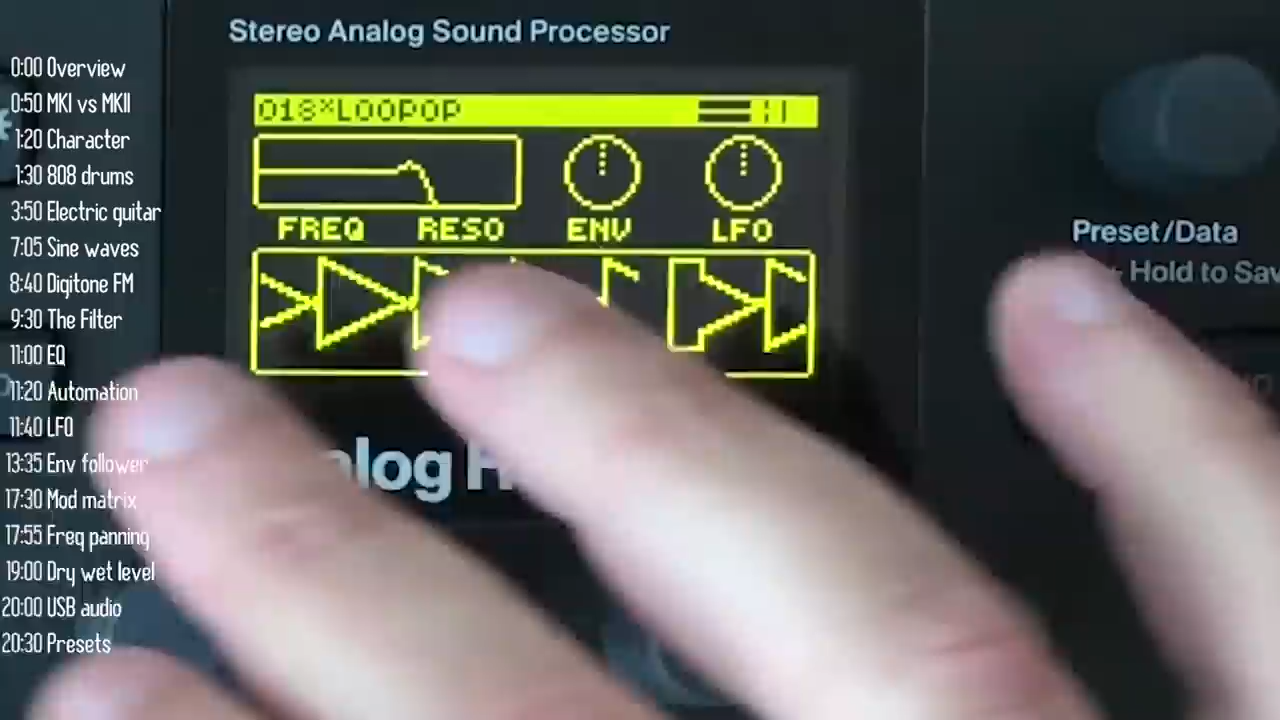 Stereo Analog Sound Processor
018*LOOPOP
FREQ RESO ENV LFO
Preset/Data
Hold to Sav
alog H
0:00 Overview
0:50 MKI vs MKII
1:20 Character
1:30 808 drums
3:50 Electric guitar
7:05 Sine waves
8:40 Digitone FM
9:30 The Filter
11:00 EQ
11:20 Automation
11:40 LFO
13:35 Env follower
17:30 Mod matrix
17:55 Freq panning
19:00 Dry wet level
20:00 USB audio
20:30 Presets